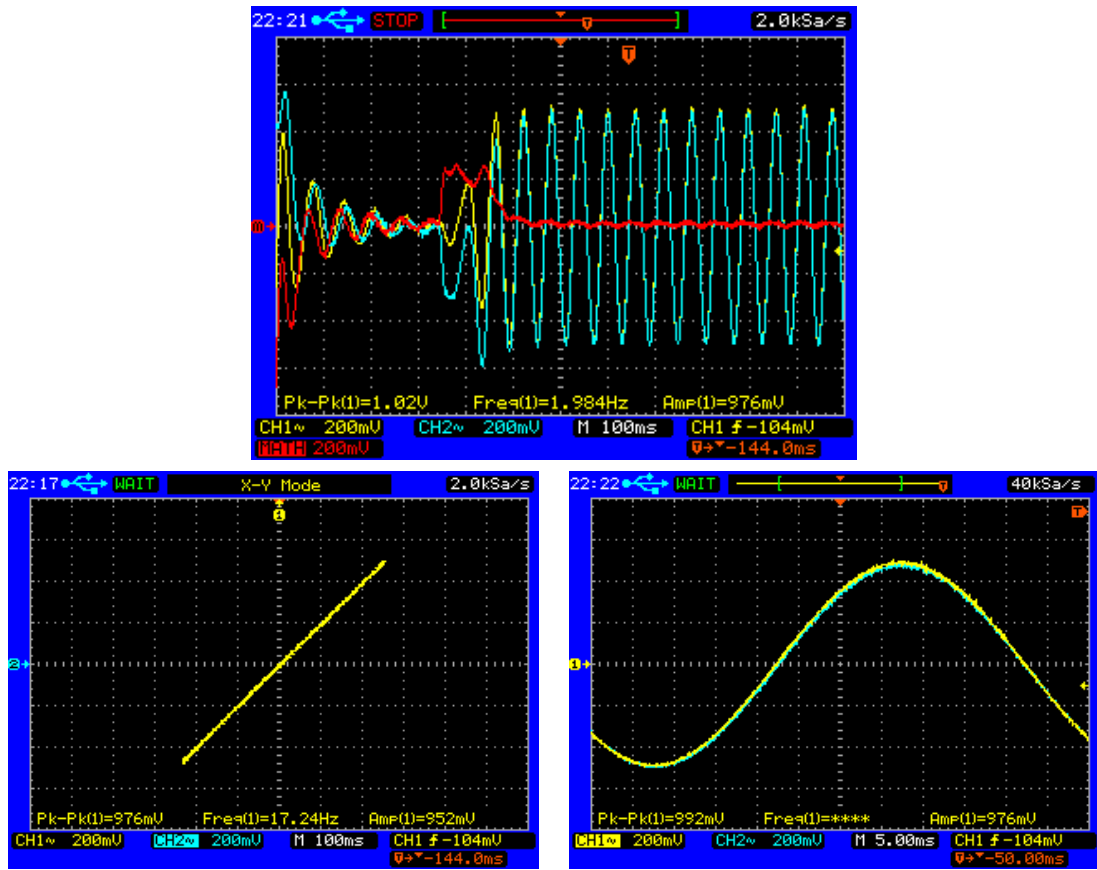 22:21 STOP [ T ] 2.0kSa/s
T
m
Pk-Pk(1)=1.02V Freq(1)=1.984Hz Amp(1)=976mV
CH1~ 200mV CH2~ 200mV M 100ms CH1 ƒ-104mV
MATH 200mV T→▼-144.0ms
22:17 WAIT X-Y Mode 2.0kSa/s
1
2
Pk-Pk(1)=976mV Freq(1)=17.24Hz Amp(1)=952mV
CH1~ 200mV CH2~ 200mV M 100ms CH1 ƒ-104mV
T→▼-144.0ms
22:22 WAIT [ ] T 40kSa/s
T
1
Pk-Pk(1)=992mV Freq(1)=**** Amp(1)=976mV
CH1~ 200mV CH2~ 200mV M 5.00ms CH1 ƒ-104mV
T→▼-50.00ms